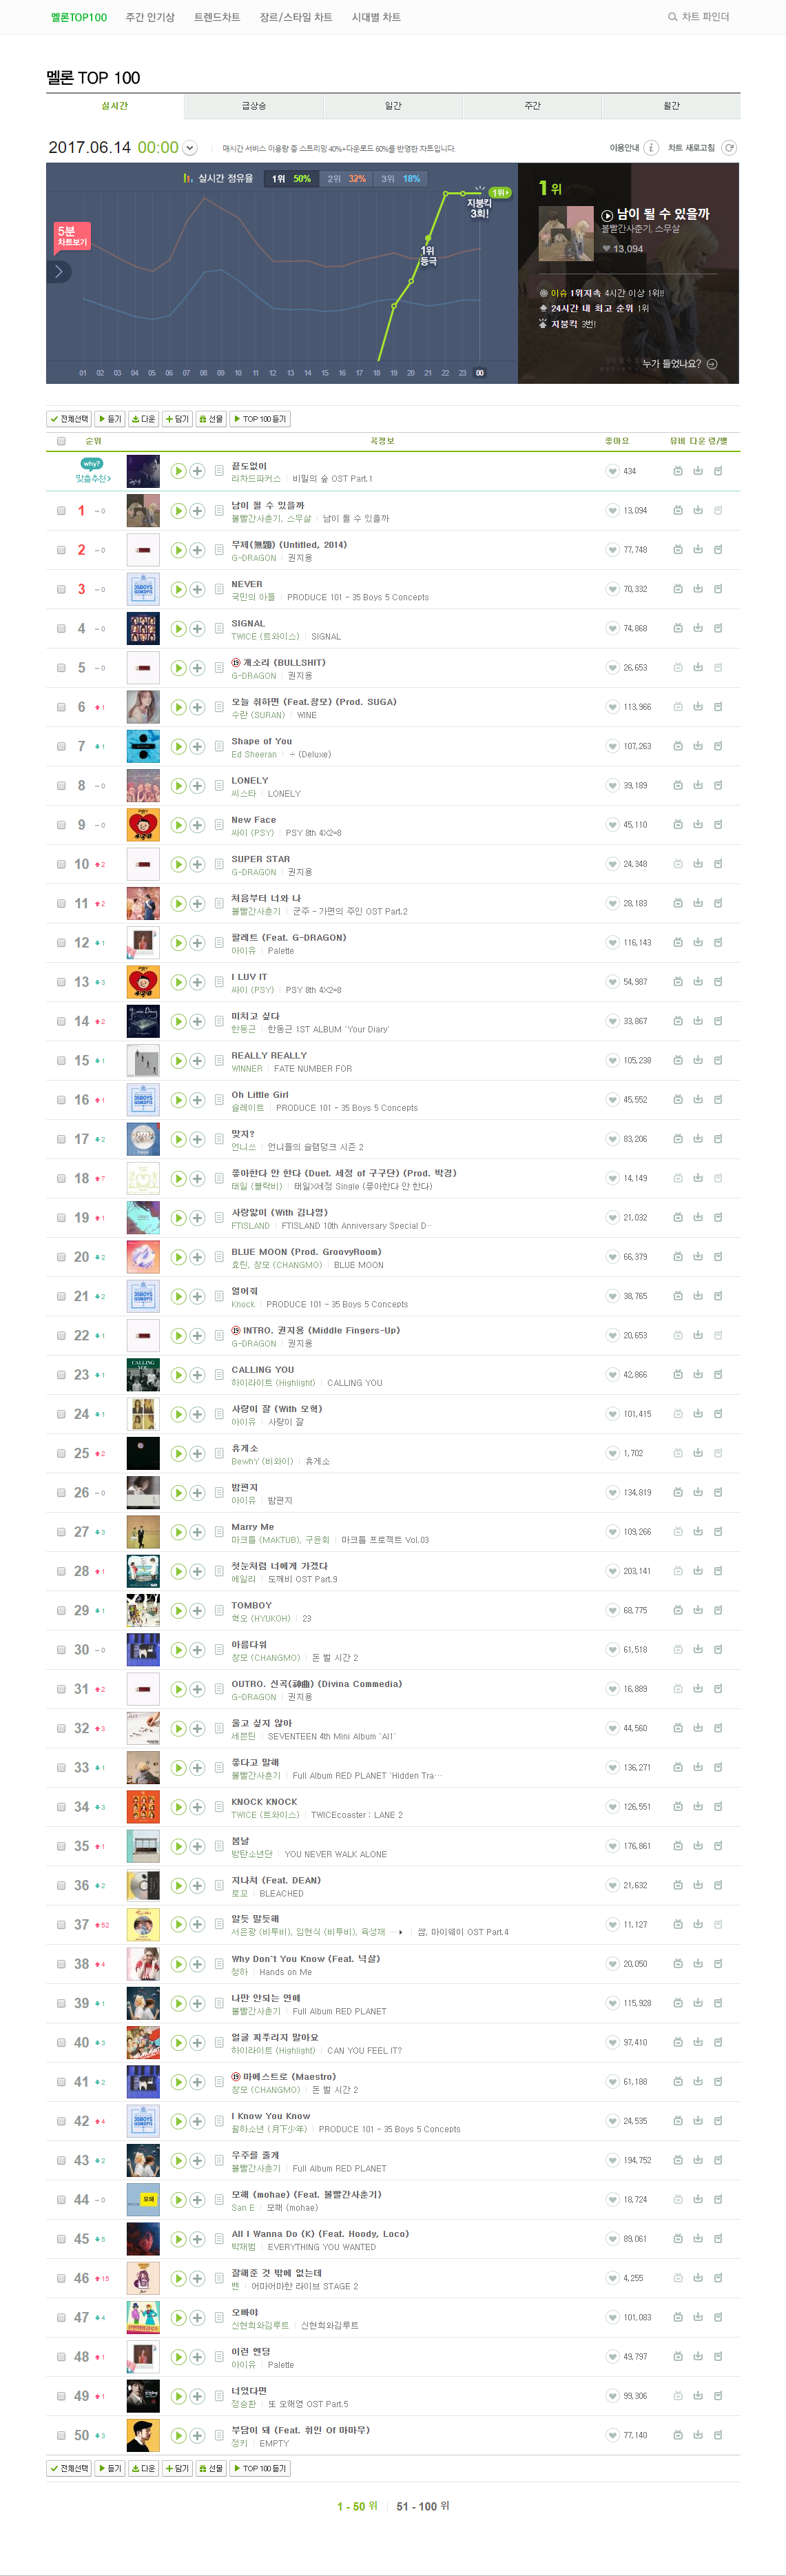 멜론TOP100 주간 인기상 트렌드차트 장르/스타일 차트 시대별 차트 차트 파인더
멜론 TOP 100
실시간 급상승 일간 주간 월간
2017.06.14 00:00 매시간 서비스 이용량 중 스트리밍 40%+다운로드 60%를 반영한 차트입니다. 이용안내 차트 새로고침
실시간 점유율 1위 50% 2위 32% 3위 18%
5분
차트보기
1위
지붕킥
3회!
1위
등극
01 02 03 04 05 06 07 08 09 10 11 12 13 14 15 16 17 18 19 20 21 22 23 00
1 위
남이 될 수 있을까
볼빨간사춘기, 스무살
13,094
이슈 1위지속 4시간 이상 1위!!
24시간 내 최고 순위 1위
지붕킥 3번!
누가 들었나요?
전체선택 듣기 다운 담기 선물 TOP 100 듣기
순위 곡정보 좋아요 뮤비 다운 링/벨
why?
맞춤추천
끝도없이
리차드파커스 비밀의 숲 OST Part.1
434
1 0 남이 될 수 있을까
볼빨간사춘기, 스무살 남이 될 수 있을까
13,094
2 0 무제(無題) (Untitled, 2014)
G-DRAGON 권지용
77,748
3 0 NEVER
국민의 아들 PRODUCE 101 - 35 Boys 5 Concepts
70,332
4 0 SIGNAL
TWICE (트와이스) SIGNAL
74,868
5 0 19 개소리 (BULLSHIT)
G-DRAGON 권지용
26,653
6 1 오늘 취하면 (Feat.창모) (Prod. SUGA)
수란 (SURAN) WINE
113,966
7 1 Shape of You
Ed Sheeran ÷ (Deluxe)
107,263
8 0 LONELY
씨스타 LONELY
39,189
9 0 New Face
싸이 (PSY) PSY 8th 4X2=8
45,110
10 2 SUPER STAR
G-DRAGON 권지용
24,348
11 2 처음부터 너와 나
볼빨간사춘기 군주 - 가면의 주인 OST Part.2
28,183
12 1 팔레트 (Feat. G-DRAGON)
아이유 Palette
116,143
13 3 I LUV IT
싸이 (PSY) PSY 8th 4X2=8
54,987
14 2 미치고 싶다
한동근 한동근 1ST ALBUM 'Your Diary'
33,867
15 1 REALLY REALLY
WINNER FATE NUMBER FOR
105,238
16 1 Oh Little Girl
슬레이트 PRODUCE 101 - 35 Boys 5 Concepts
45,552
17 2 맞지?
언니쓰 언니들의 슬램덩크 시즌 2
83,206
18 7 좋아한다 안 한다 (Duet. 세정 of 구구단) (Prod. 박경)
태일 (블락비) 태일X세정 Single (좋아한다 안 한다)
14,149
19 1 사랑앓이 (With 김나영)
FTISLAND FTISLAND 10th Anniversary Special D···
21,032
20 2 BLUE MOON (Prod. GroovyRoom)
효린, 창모 (CHANGMO) BLUE MOON
66,379
21 2 열어줘
Knock PRODUCE 101 - 35 Boys 5 Concepts
38,765
22 1 19 INTRO. 권지용 (Middle Fingers-Up)
G-DRAGON 권지용
20,653
23 1 CALLING YOU
하이라이트 (Highlight) CALLING YOU
42,866
24 1 사랑이 잘 (With 오혁)
아이유 사랑이 잘
101,415
25 2 휴게소
BewhY (비와이) 휴게소
1,702
26 0 밤편지
아이유 밤편지
134,819
27 3 Marry Me
마크툽 (MAKTUB), 구윤회 마크툽 프로젝트 Vol.03
109,266
28 1 첫눈처럼 너에게 가겠다
에일리 도깨비 OST Part.9
203,141
29 1 TOMBOY
혁오 (HYUKOH) 23
68,775
30 0 아름다워
창모 (CHANGMO) 돈 벌 시간 2
61,518
31 2 OUTRO. 신곡(神曲) (Divina Commedia)
G-DRAGON 권지용
16,889
32 3 울고 싶지 않아
세븐틴 SEVENTEEN 4th Mini Album 'Al1'
44,560
33 1 좋다고 말해
볼빨간사춘기 Full Album RED PLANET 'Hidden Tra···
136,271
34 3 KNOCK KNOCK
TWICE (트와이스) TWICEcoaster : LANE 2
126,551
35 1 봄날
방탄소년단 YOU NEVER WALK ALONE
176,861
36 2 지나쳐 (Feat. DEAN)
로꼬 BLEACHED
21,632
37 52 알듯 말듯해
서은광 (비투비), 임현식 (비투비), 육성재 ··· 쌈, 마이웨이 OST Part.4
11,127
38 4 Why Don't You Know (Feat. 넉살)
청하 Hands on Me
20,050
39 1 나만 안되는 연애
볼빨간사춘기 Full Album RED PLANET
115,928
40 3 얼굴 찌푸리지 말아요
하이라이트 (Highlight) CAN YOU FEEL IT?
97,410
41 2 19 마에스트로 (Maestro)
창모 (CHANGMO) 돈 벌 시간 2
61,188
42 4 I Know You Know
월하소년 (月下少年) PRODUCE 101 - 35 Boys 5 Concepts
24,535
43 2 우주를 줄게
볼빨간사춘기 Full Album RED PLANET
194,752
44 0 모해 (mohae) (Feat. 볼빨간사춘기)
San E 모해 (mohae)
18,724
45 5 All I Wanna Do (K) (Feat. Hoody, Loco)
박재범 EVERYTHING YOU WANTED
89,061
46 15 잘해준 것 밖에 없는데
벤 어마어마한 라이브 STAGE 2
4,255
47 4 오빠야
신현희와김루트 신현희와김루트
101,083
48 1 이런 엔딩
아이유 Palette
49,797
49 1 너였다면
정승환 또 오해영 OST Part.5
99,306
50 3 부담이 돼 (Feat. 휘인 Of 마마무)
정키 EMPTY
77,140
전체선택 듣기 다운 담기 선물 TOP 100 듣기
1 - 50 위 51 - 100 위